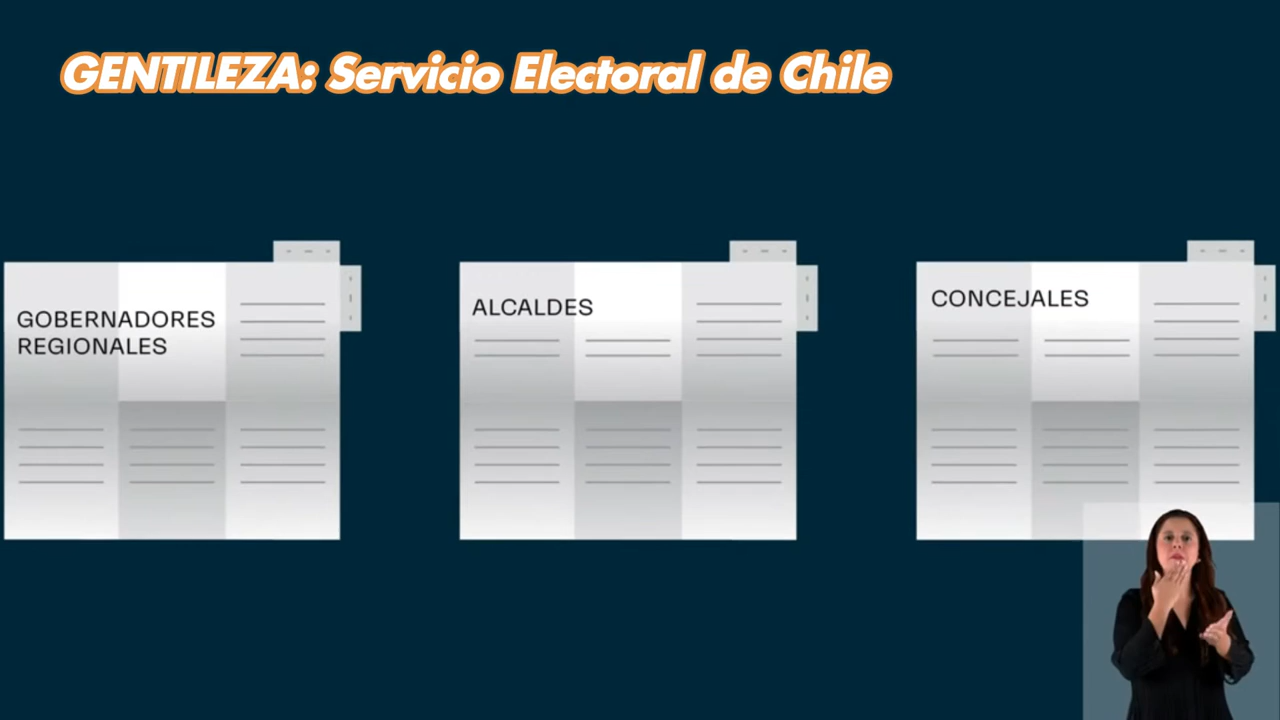 GENTILEZA: Servicio Electoral de Chile
GOBERNADORES
REGIONALES
ALCALDES
CONCEJALES